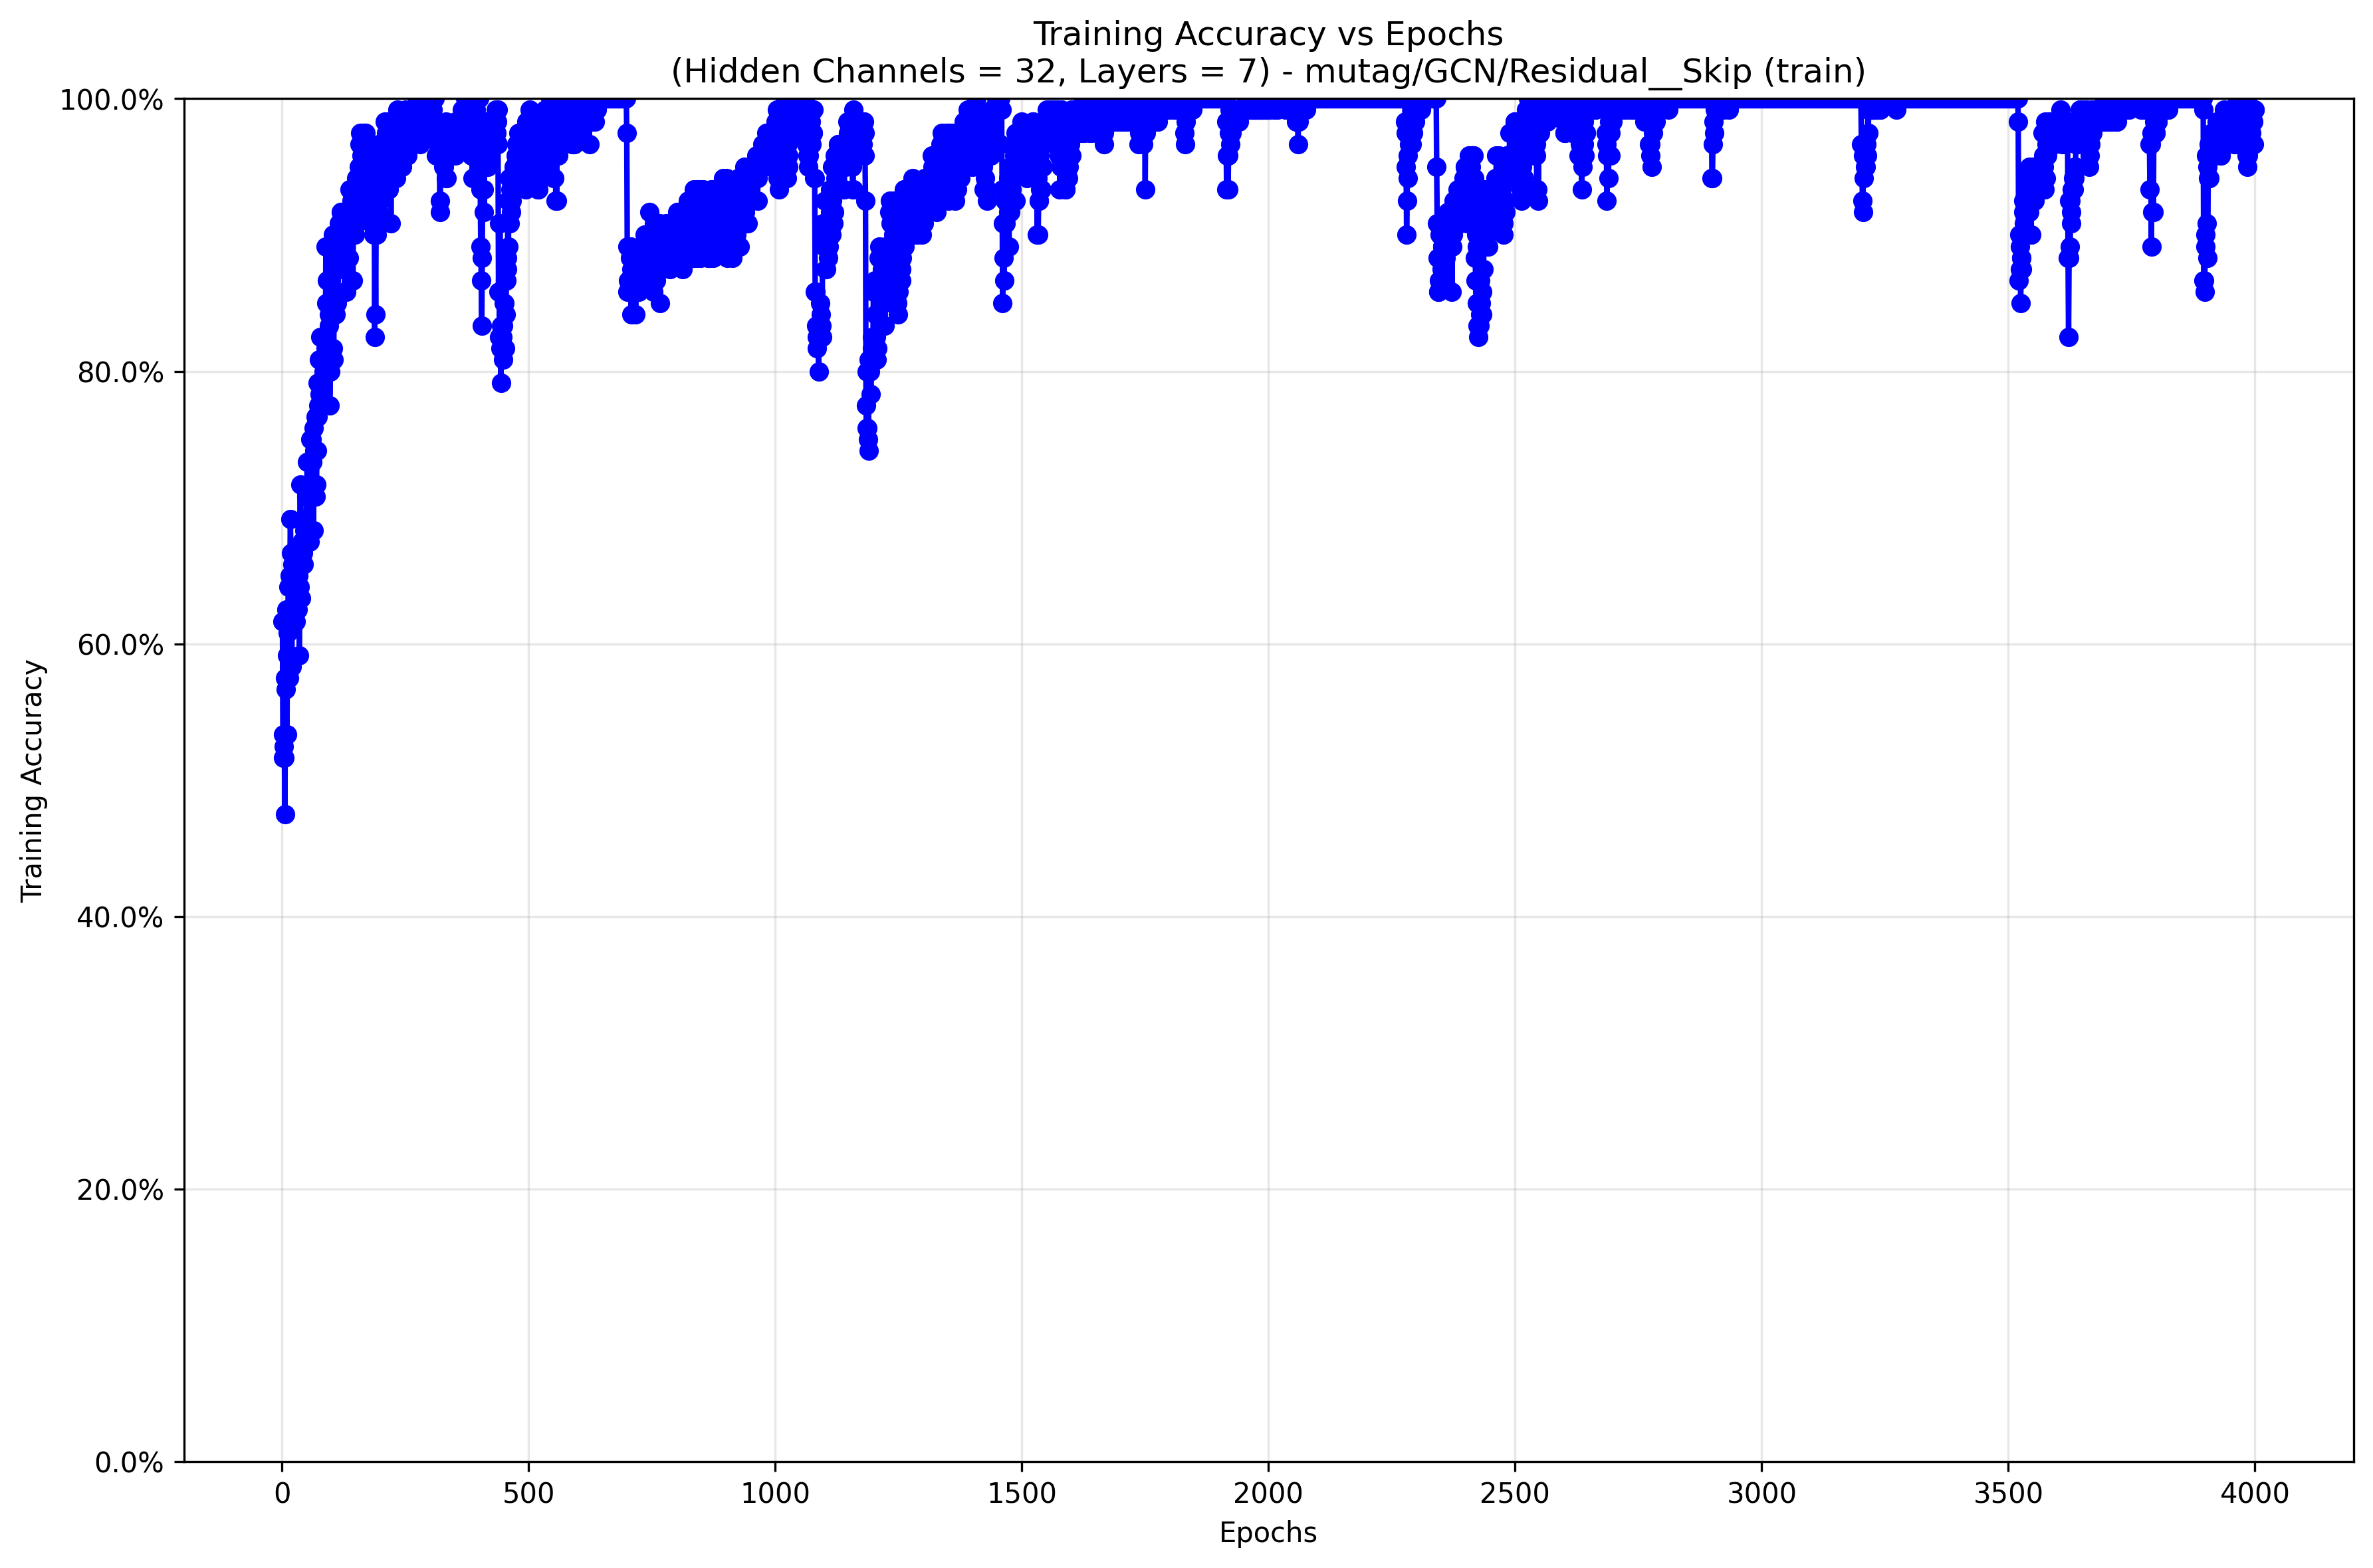 Training Accuracy vs Epochs
(Hidden Channels = 32, Layers = 7) - mutag/GCN/Residual__Skip (train)
100.0%
80.0%
60.0%
40.0%
20.0%
0.0%
Training Accuracy
0 500 1000 1500 2000 2500 3000 3500 4000
Epochs